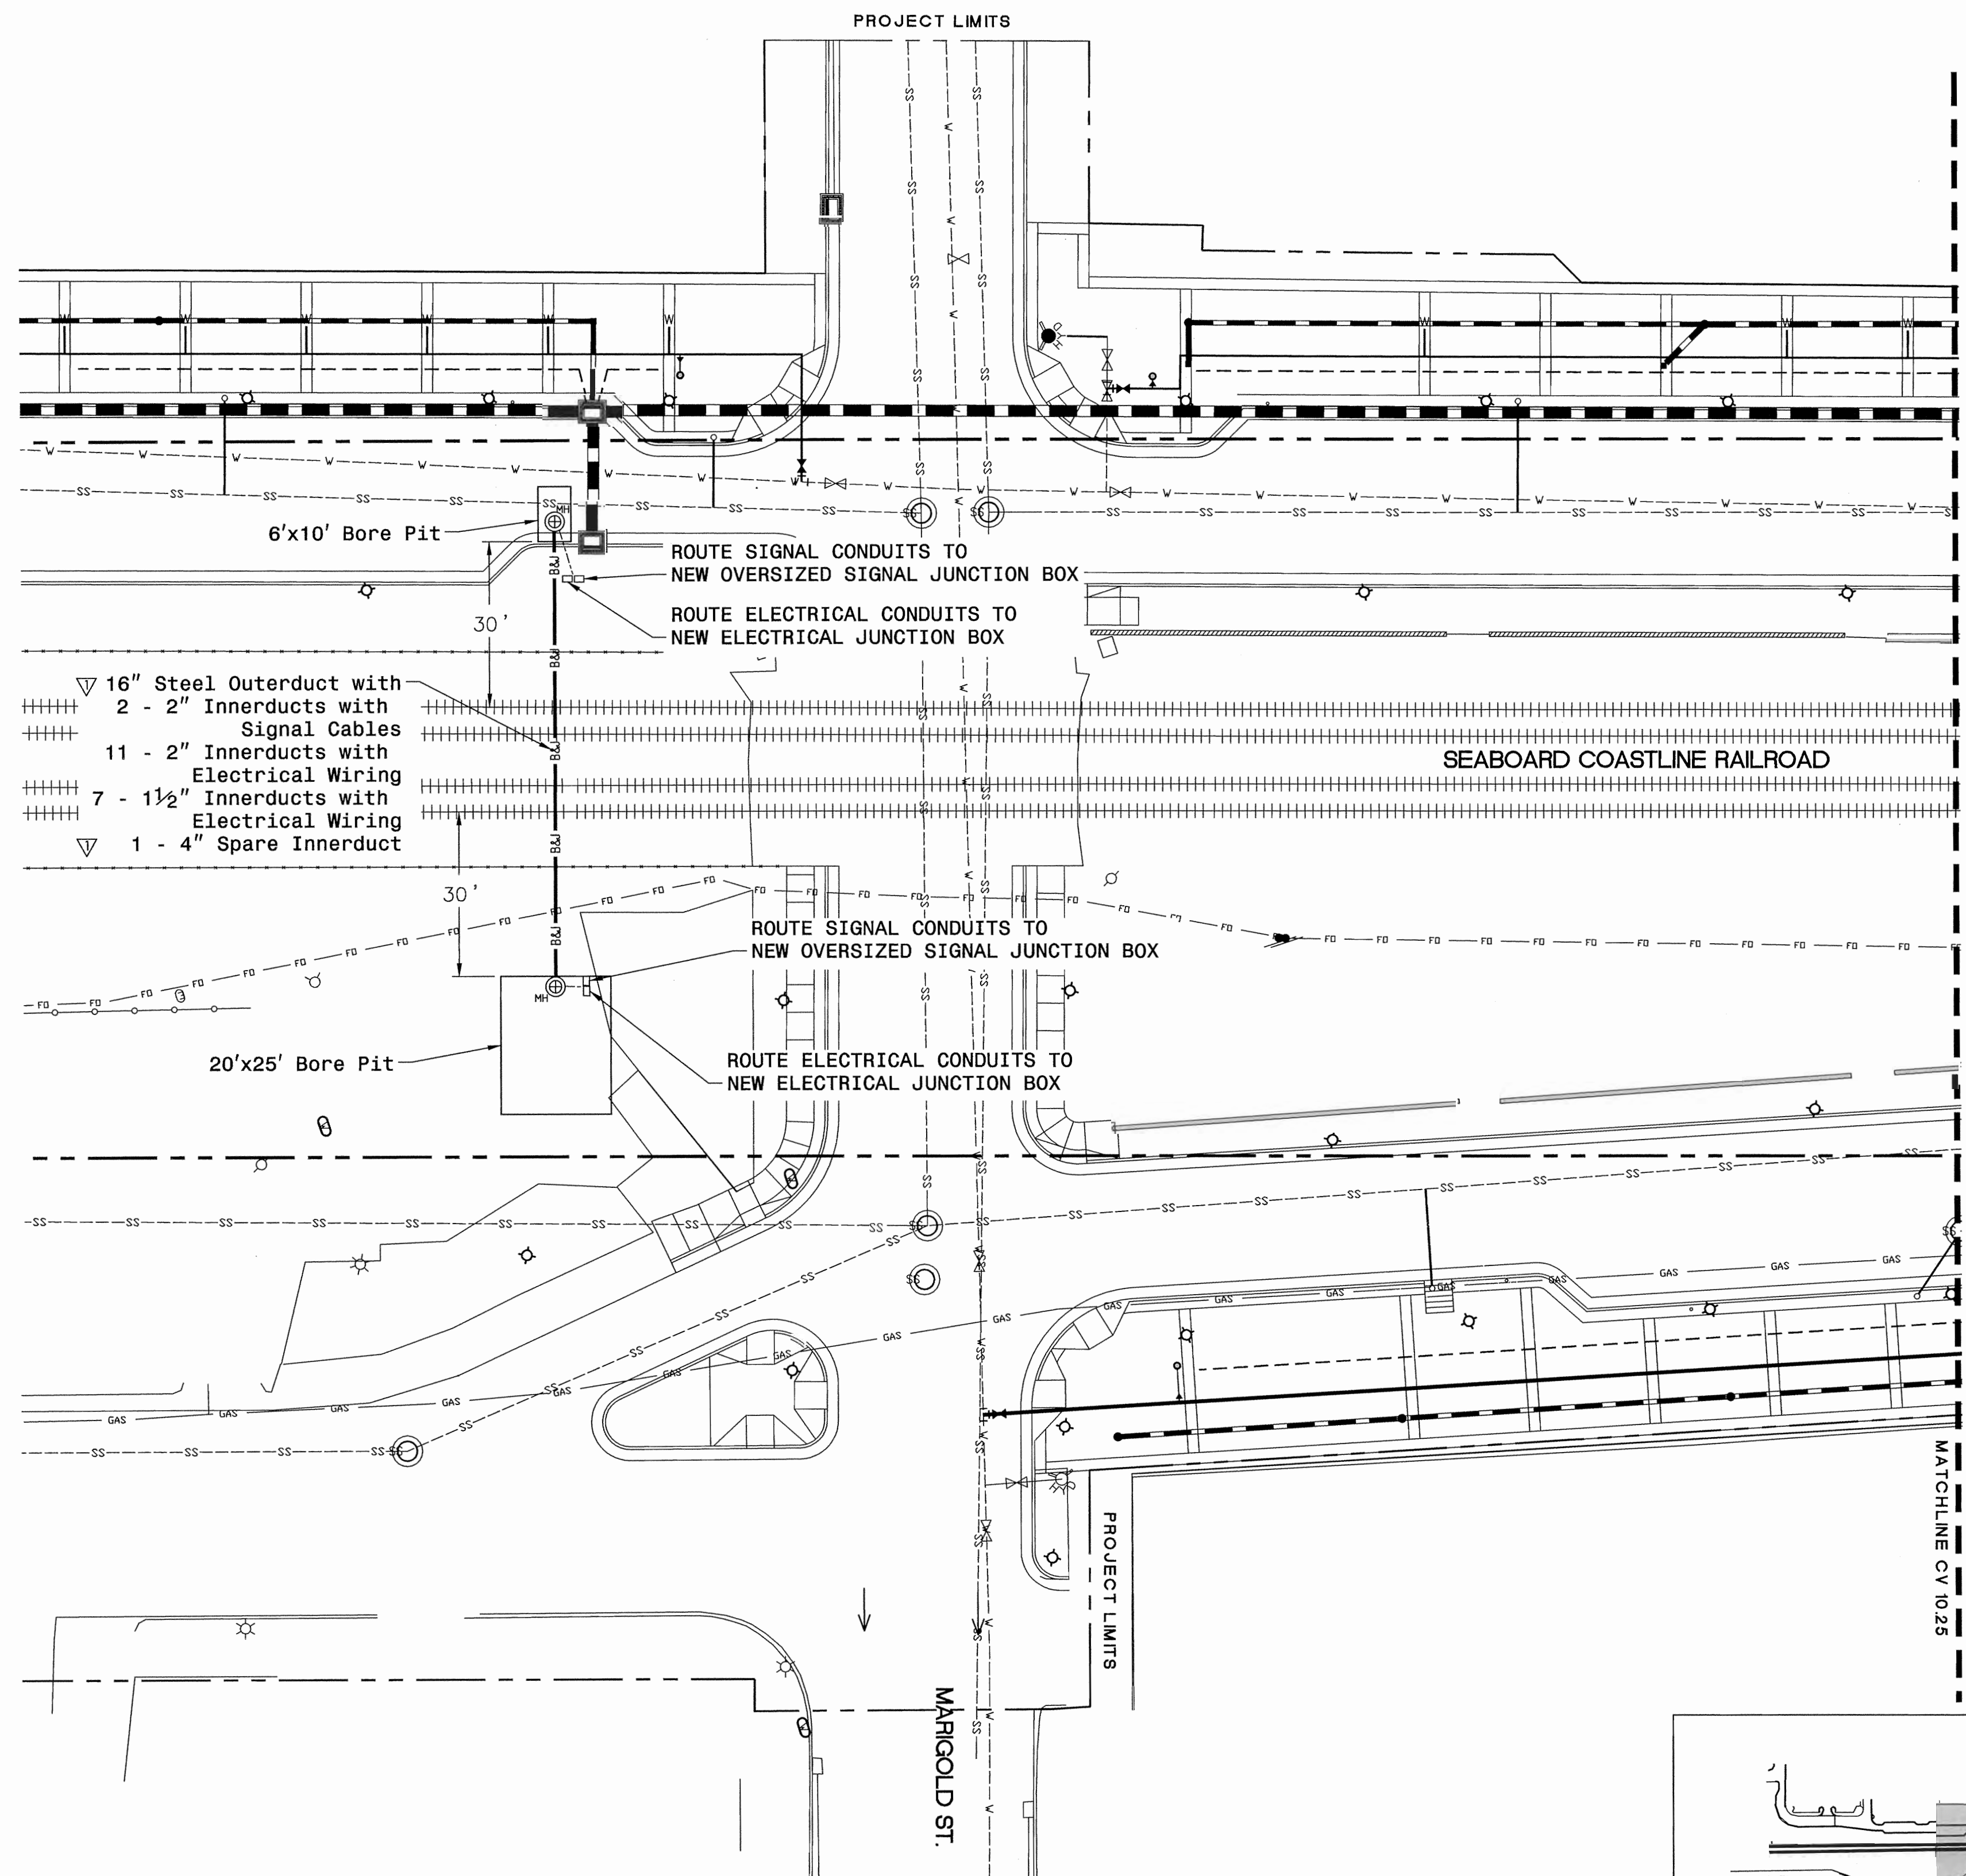 PROJECT LIMITS
6'x10' Bore Pit
MH
ROUTE SIGNAL CONDUITS TO
NEW OVERSIZED SIGNAL JUNCTION BOX
ROUTE ELECTRICAL CONDUITS TO
NEW ELECTRICAL JUNCTION BOX
30'
1 16" Steel Outerduct with
2 - 2" Innerducts with
Signal Cables
11 - 2" Innerducts with
Electrical Wiring
7 - 1½" Innerducts with
Electrical Wiring
1 1 - 4" Spare Innerduct
SEABOARD COASTLINE RAILROAD
30'
ROUTE SIGNAL CONDUITS TO
NEW OVERSIZED SIGNAL JUNCTION BOX
MH
20'x25' Bore Pit
ROUTE ELECTRICAL CONDUITS TO
NEW ELECTRICAL JUNCTION BOX
PROJECT LIMITS
MATCHLINE CV 10.25
MARIGOLD ST.